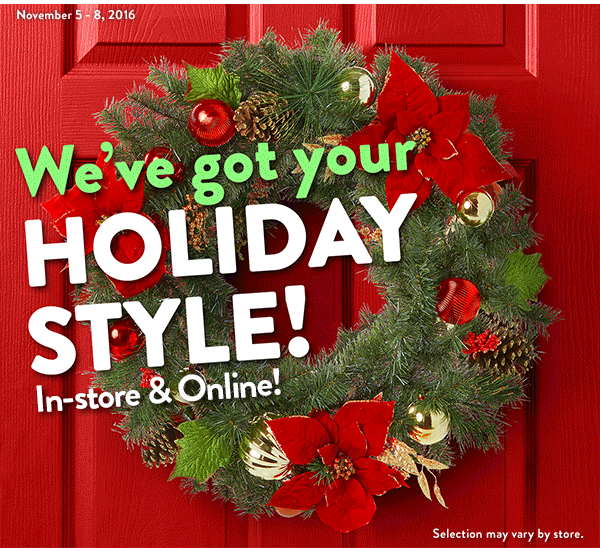 November 5 - 8, 2016
We've got your
HOLIDAY
STYLE!
In-store & Online!
Selection may vary by store.